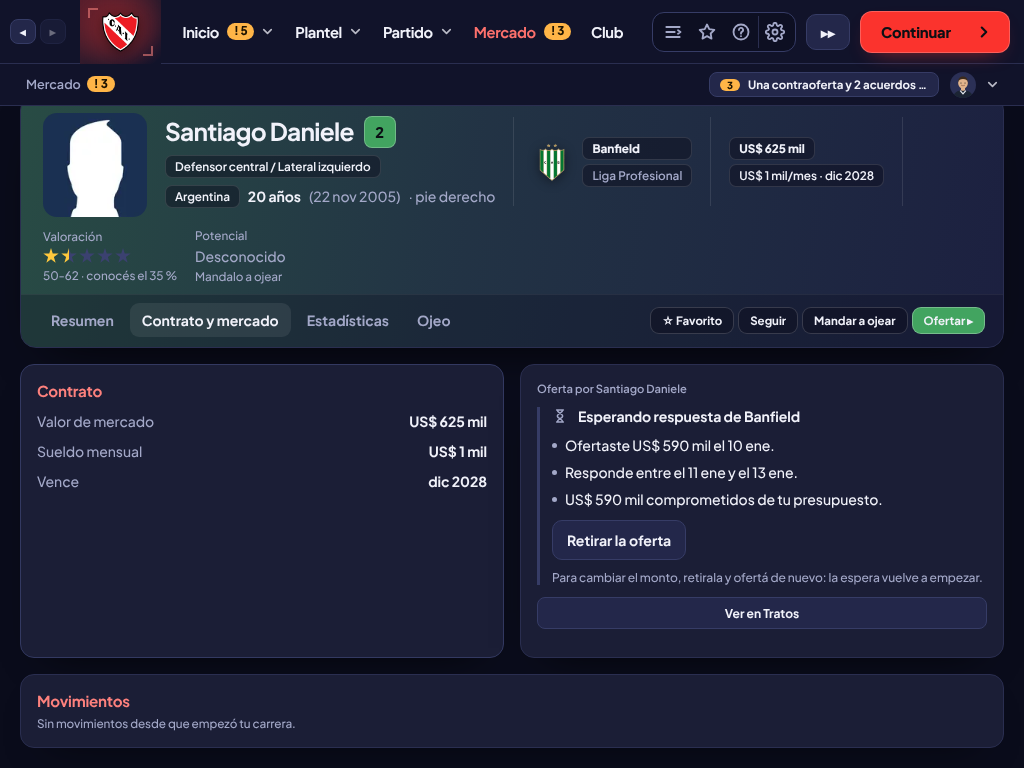 Inicio ! 5 Plantel Partido Mercado ! 3 Club Continuar
Mercado ! 3
3 Una contraoferta y 2 acuerdos ...
Santiago Daniele 2
Defensor central / Lateral izquierdo
Argentina 20 años (22 nov 2005) · pie derecho
Banfield
Liga Profesional
US$ 625 mil
US$ 1 mil/mes · dic 2028
Valoración
50–62 · conocés el 35 %
Potencial
Desconocido
Mandalo a ojear
Resumen Contrato y mercado Estadísticas Ojeo
☆ Favorito Seguir Mandar a ojear Ofertar ▸
Contrato
Valor de mercado US$ 625 mil
Sueldo mensual US$ 1 mil
Vence dic 2028
Oferta por Santiago Daniele
Esperando respuesta de Banfield
• Ofertaste US$ 590 mil el 10 ene.
• Responde entre el 11 ene y el 13 ene.
• US$ 590 mil comprometidos de tu presupuesto.
Retirar la oferta
Para cambiar el monto, retirala y ofertá de nuevo: la espera vuelve a empezar.
Ver en Tratos
Movimientos
Sin movimientos desde que empezó tu carrera.